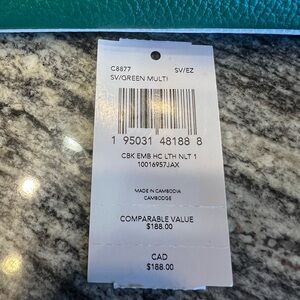 C8877 SV/EZ
SV/GREEN MULTI
1 95031 48188 8
CBK EMB HC LTH NLT 1
10016957JAX
MADE IN CAMBODIA
CAMBODGE
COMPARABLE VALUE
$188.00
CAD
$188.00